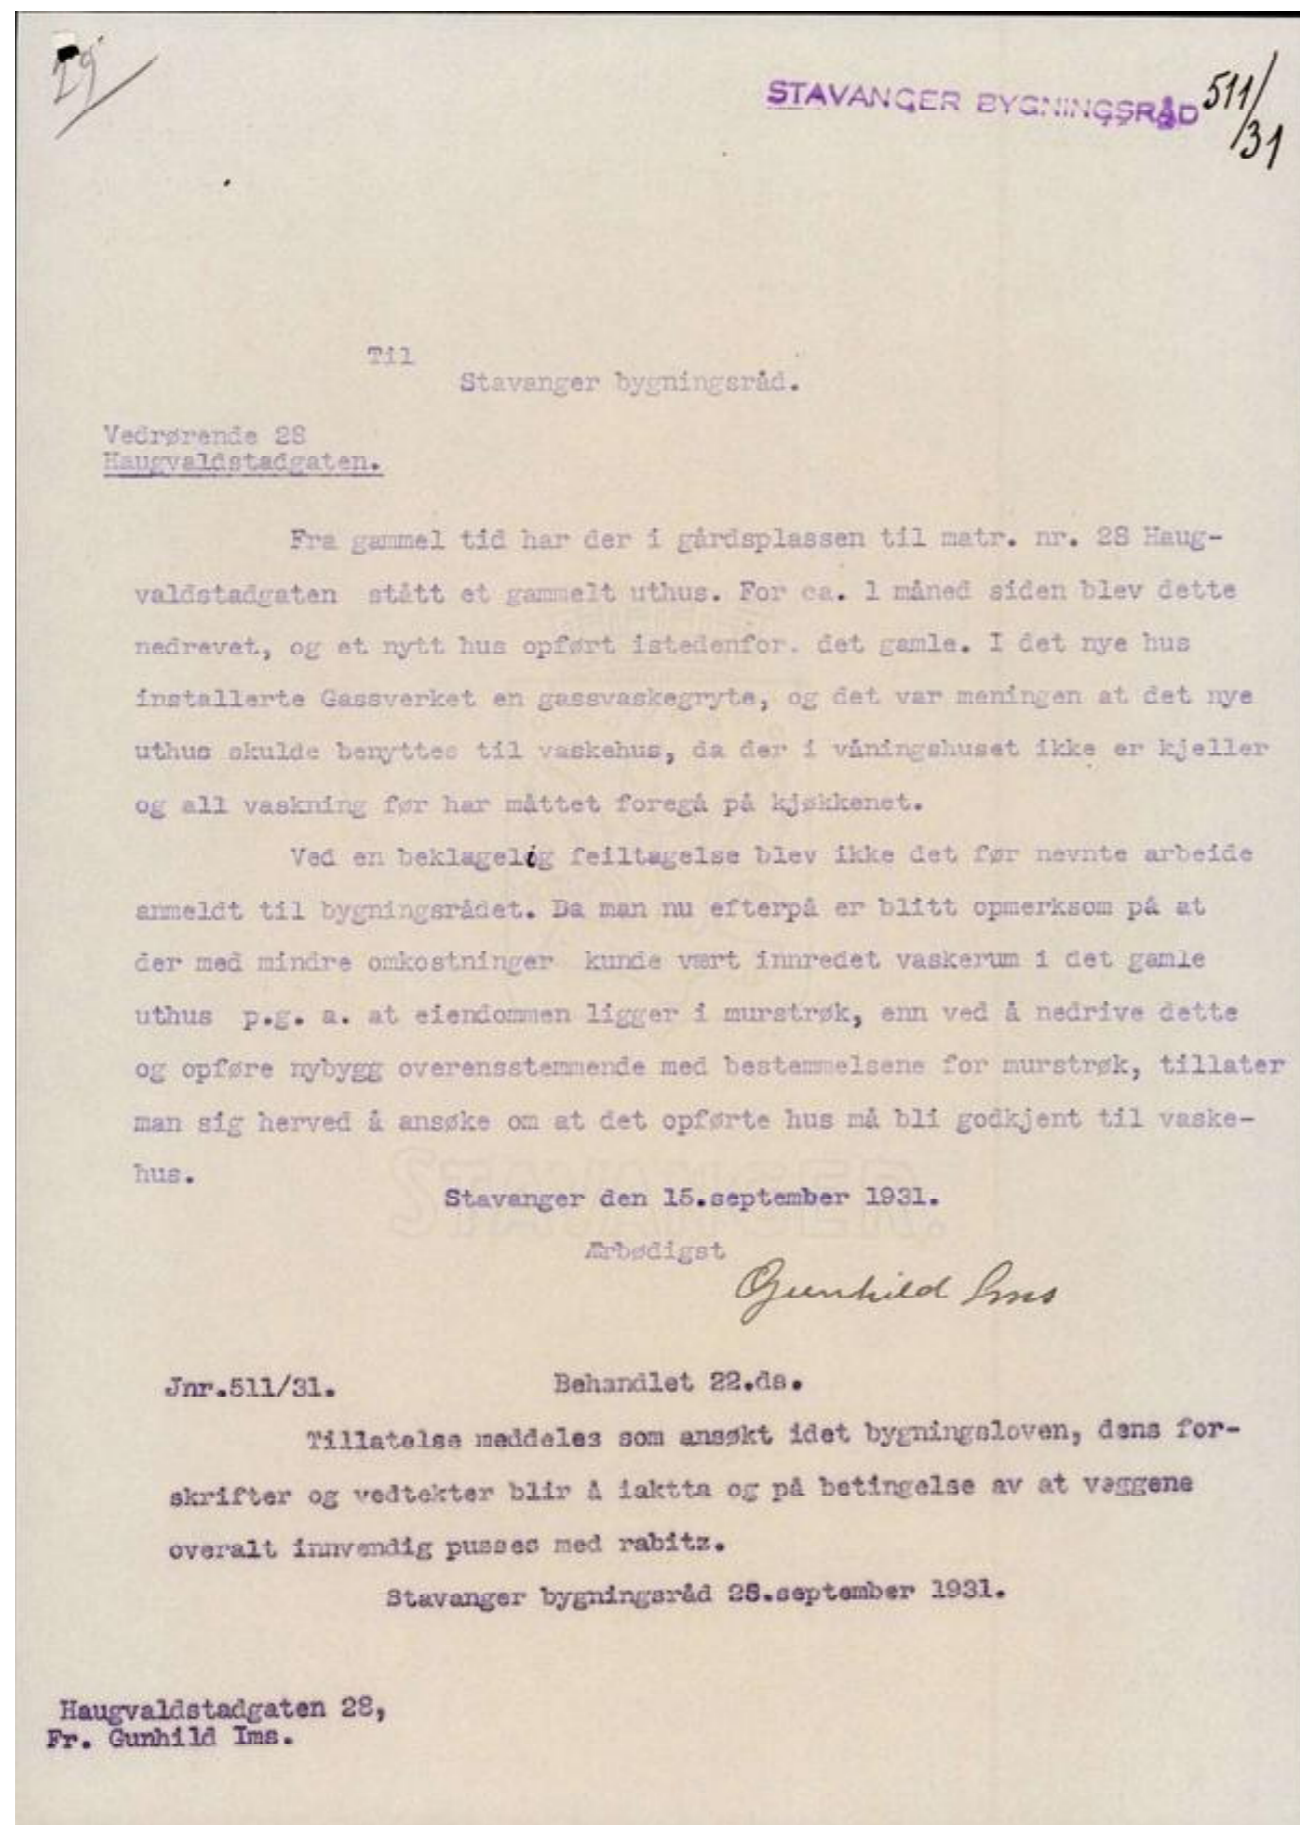 29
STAVANGER BYGNINGSRÅD 511/31
Til
Stavanger bygningsråd.
Vedrørende 28
Haugvaldstadgaten.
Fra gammel tid har der i gårdsplassen til matr. nr. 28 Haug-
valdstadgaten stått et gammelt uthus. For ca. 1 måned siden blev dette
nedrevet, og et nytt hus opført istedenfor. det gamle. I det nye hus
installerte Gassverket en gassvaskegryte, og det var meningen at det nye
uthus skulde benyttes til vaskehus, da der i våningshuset ikke er kjeller
og all vaskning før har måttet foregå på kjøkkenet.
Ved en beklagelig feiltagelse blev ikke det før nevnte arbeide
anmeldt til bygningsrådet. Da man nu efterpå er blitt opmerksom på at
der med mindre omkostninger kunde vært innredet vaskerum i det gamle
uthus p.g. a. at eiendommen ligger i murstrøk, enn ved å nedrive dette
og opføre nybygg overensstemmende med bestemmelsene for murstrøk, tillater
man sig herved å ansøke om at det opførte hus må bli godkjent til vaske-
hus.
STAVANGER.
Stavanger den 15.september 1931.
Ærbødigst
Gunhild Ims
Jnr.511/31. Behandlet 22.ds.
Tillatelse meddeles som ansøkt idet bygningsloven, dens for-
skrifter og vedtekter blir å iaktta og på betingelse av at veggene
overalt innvendig pusses med rabitz.
Stavanger bygningsråd 28.september 1931.
Haugvaldstadgaten 28,
Fr. Gunhild Ims.